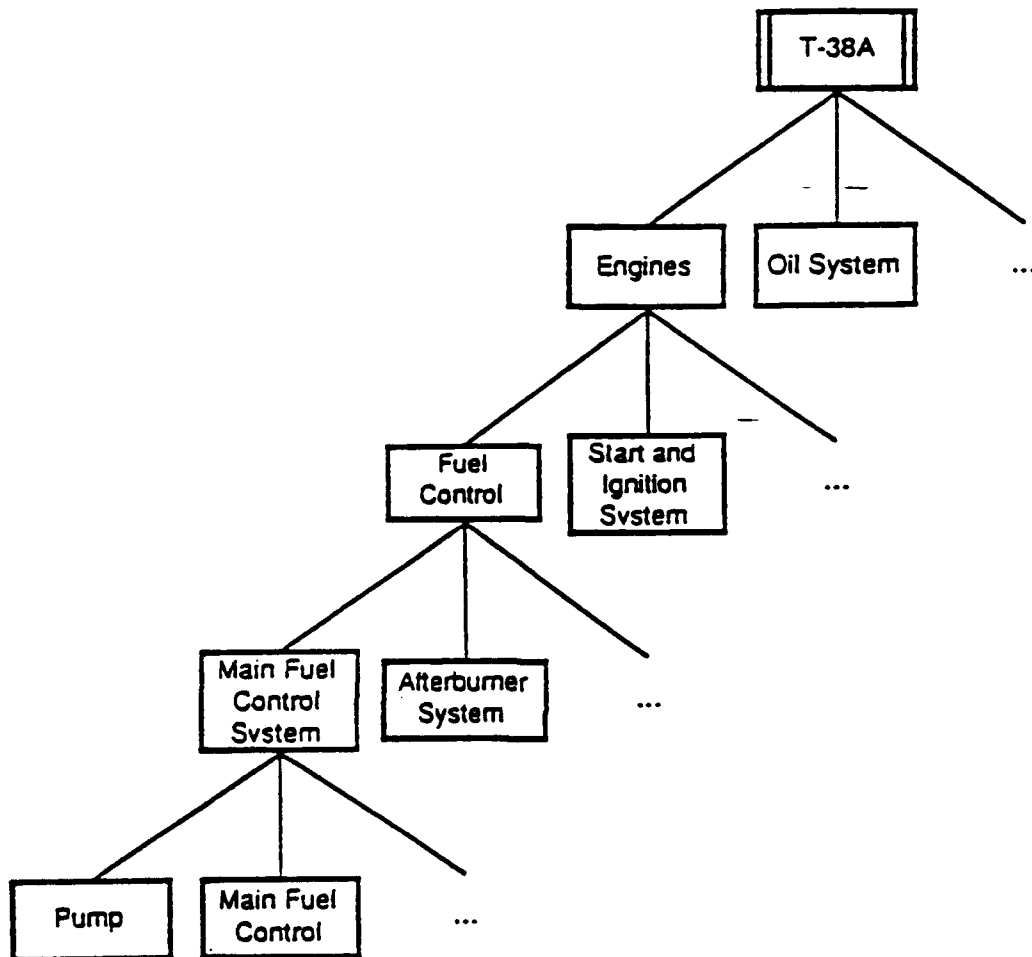 T-38A
Engines
Oil System
...
Fuel
Control
Start and
Ignition
System
...
Main Fuel
Control
System
Afterburner
System
...
Pump
Main Fuel
Control
...